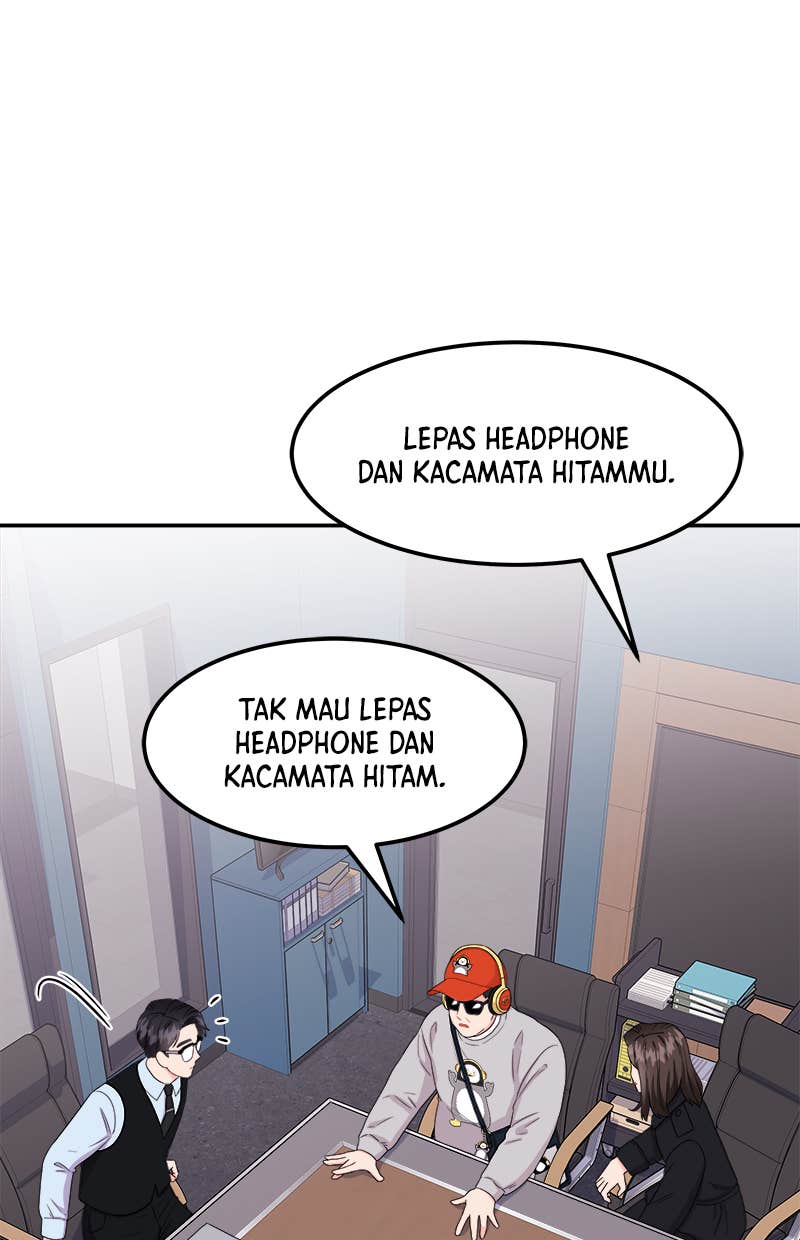 LEPAS HEADPHONE
DAN KACAMATA HITAMMU.
TAK MAU LEPAS
HEADPHONE DAN
KACAMATA HITAM.